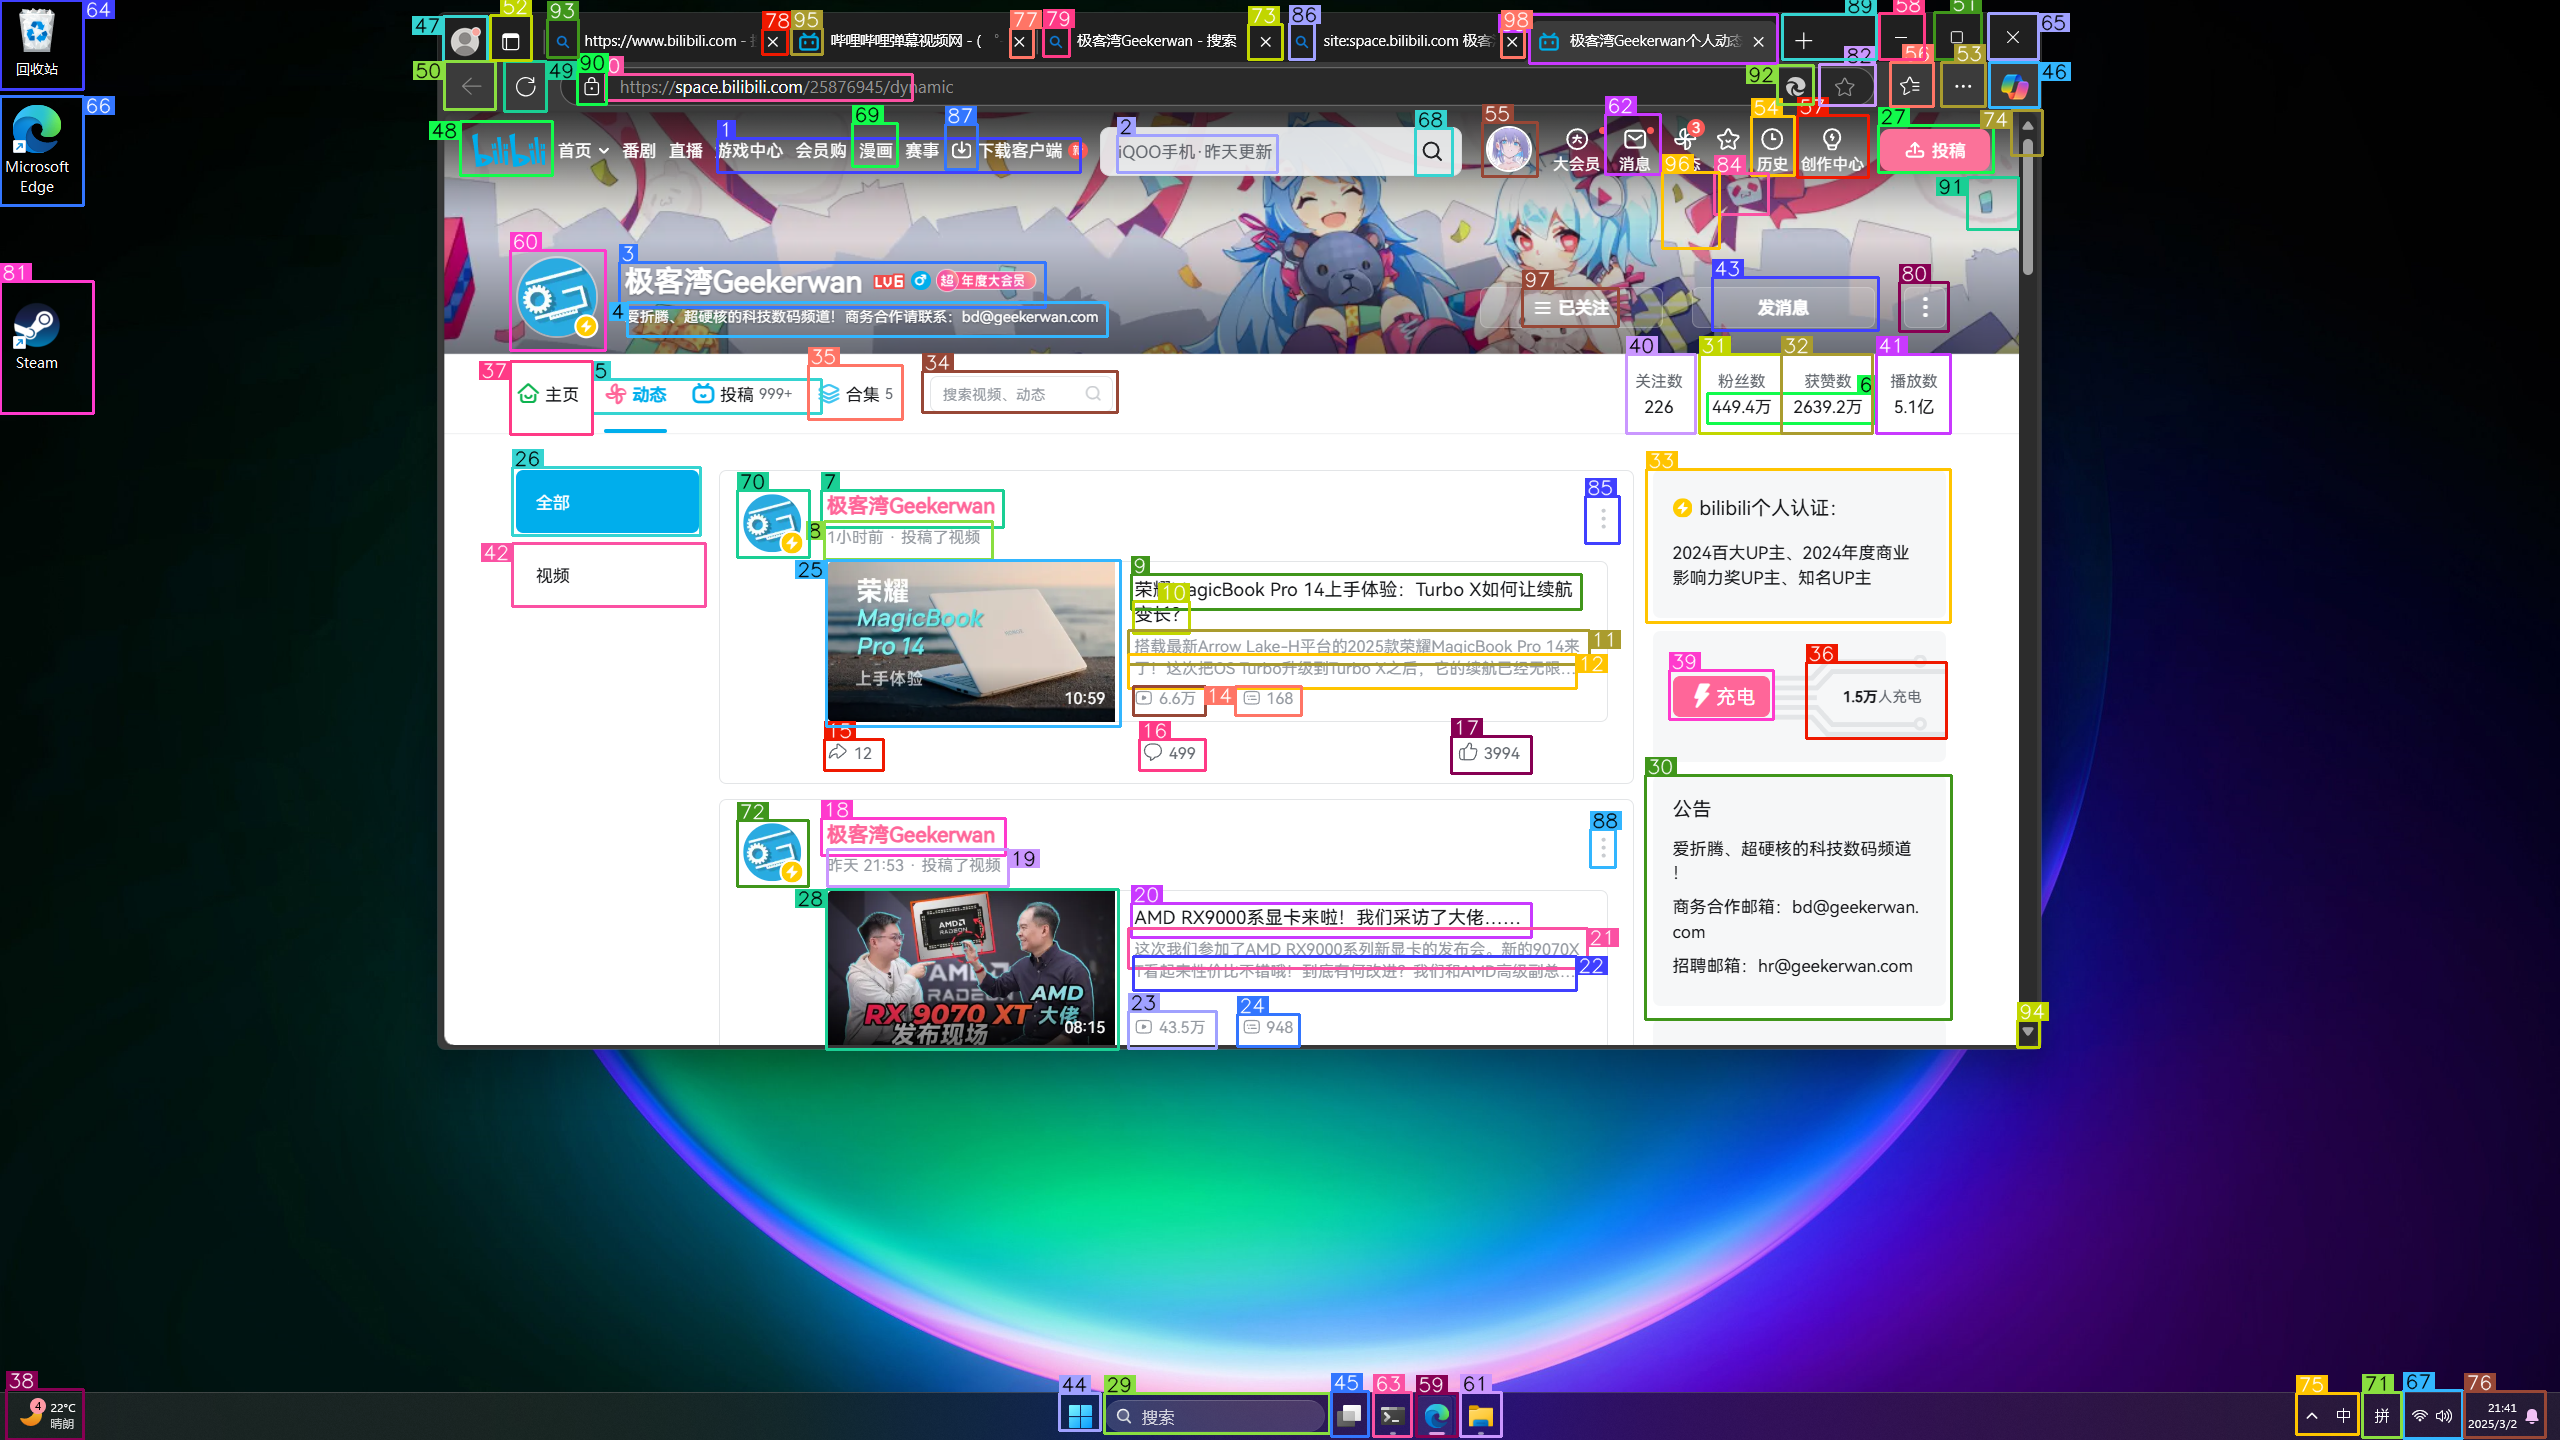 回收站
Microsoft
Edge
Steam
https://www.bilibili.com - 
哔哩哔哩弹幕视频网 - ( ゜-
极客湾Geekerwan - 搜索
site:space.bilibili.com 极客
极客湾Geekerwan个人动态
https://space.bilibili.com/25876945/dynamic
bilibili
首页 番剧 直播 游戏中心 会员购 漫画 赛事 下载客户端
iQOO手机·昨天更新
大会员 消息 3 历史 创作中心 投稿
极客湾Geekerwan LV6 超 年度大会员
爱折腾、超硬核的科技数码频道！商务合作请联系：bd@geekerwan.com
已关注 发消息
主页 动态 投稿 999+ 合集 5
搜索视频、动态
关注数 粉丝数 获赞数 播放数
226 449.4万 2639.2万 5.1亿
全部
视频
极客湾Geekerwan
1小时前 · 投稿了视频
荣耀
MagicBook
Pro 14
上手体验
10:59
荣耀MagicBook Pro 14上手体验：Turbo X如何让续航
变长？
搭载最新Arrow Lake-H平台的2025款荣耀MagicBook Pro 14来
了！这次把OS Turbo升级到Turbo X之后，它的续航已经无限...
6.6万 168
12 499 3994
极客湾Geekerwan
昨天 21:53 · 投稿了视频
AMD
RADEON
AMD
RADEON
AMD
RX 9070 XT 大佬
发布现场
08:15
AMD RX9000系显卡来啦！我们采访了大佬……
这次我们参加了AMD RX9000系列新显卡的发布会。新的9070X
T看起来性价比不错哦！到底有何改进？我们和AMD高级副总...
43.5万 948
bilibili个人认证：
2024百大UP主、2024年度商业
影响力奖UP主、知名UP主
充电 1.5万人充电
公告
爱折腾、超硬核的科技数码频道
！
商务合作邮箱：bd@geekerwan.
com
招聘邮箱：hr@geekerwan.com
4 22°C
晴朗
搜索
中 拼
21:41
2025/3/2